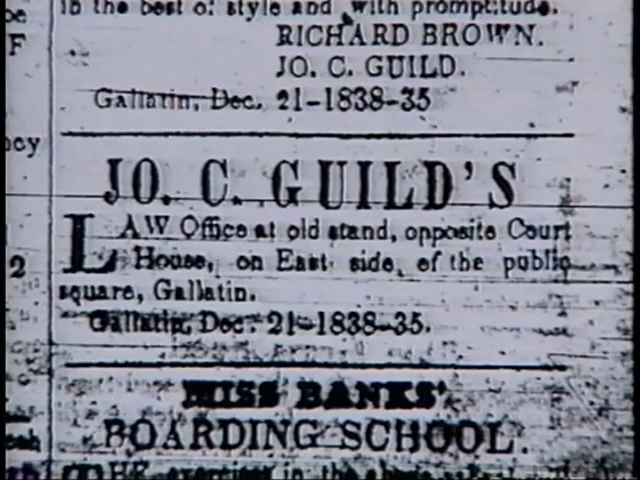 in the best of style and with promptitude.
RICHARD BROWN.
JO. C. GUILD.
Gallatin, Dec. 21-1838-35
JO. C. GUILD'S
LAW Office at old stand, opposite Court
House, on East side, of the public
square, Gallatin.
Gallatin, Dec. 21-1838-35.
MISS BANKS'
BOARDING SCHOOL.
in the